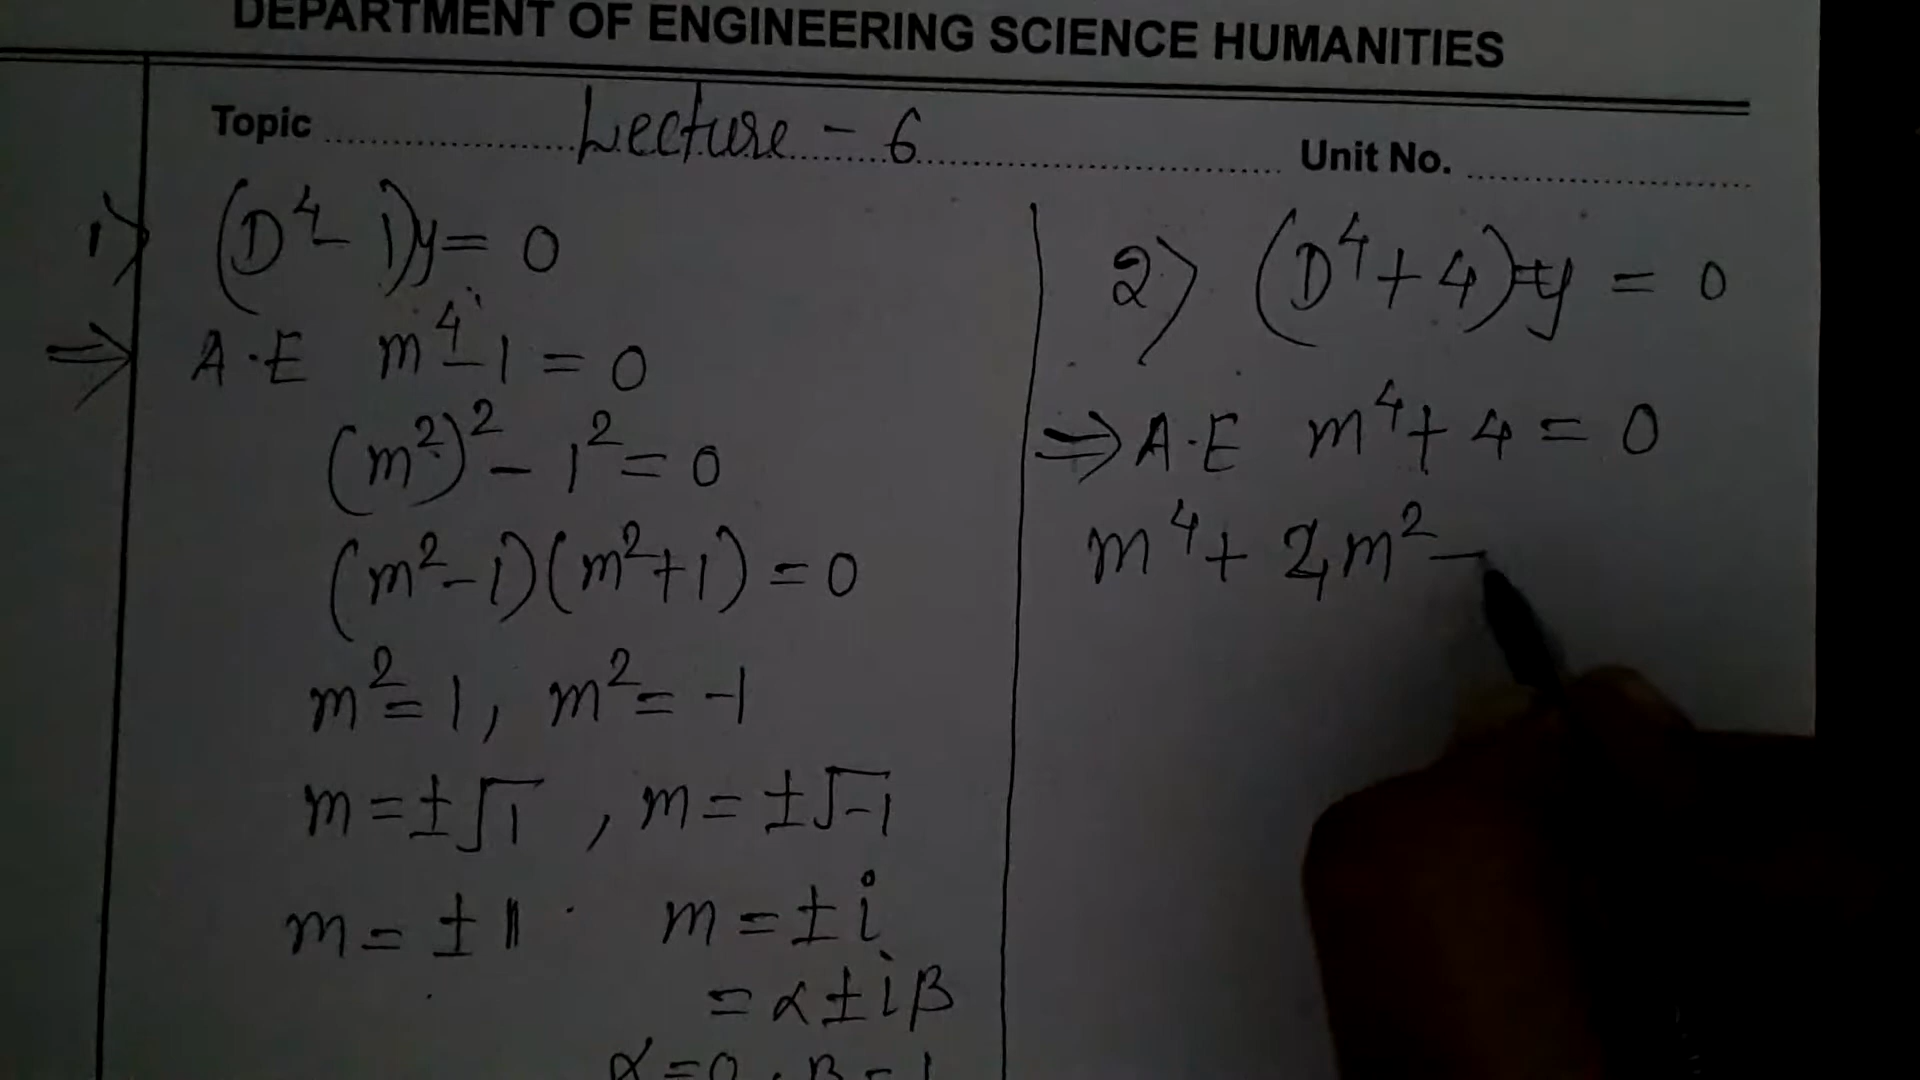 DEPARTMENT OF ENGINEERING SCIENCE HUMANITIES
Topic Lecture - 6 Unit No.
1) (D⁴ - 1)y = 0
⇒ A.E m⁴ - 1 = 0
(m²)² - 1² = 0
(m² - 1)(m² + 1) = 0
m² = 1, m² = -1
m = ±√1, m = ±√-1
m = ±1 m = ±i
= α ± iβ
α = 0, β = 1
2) (D⁴ + 4)y = 0
⇒ A.E m⁴ + 4 = 0
m⁴ + 4m² -